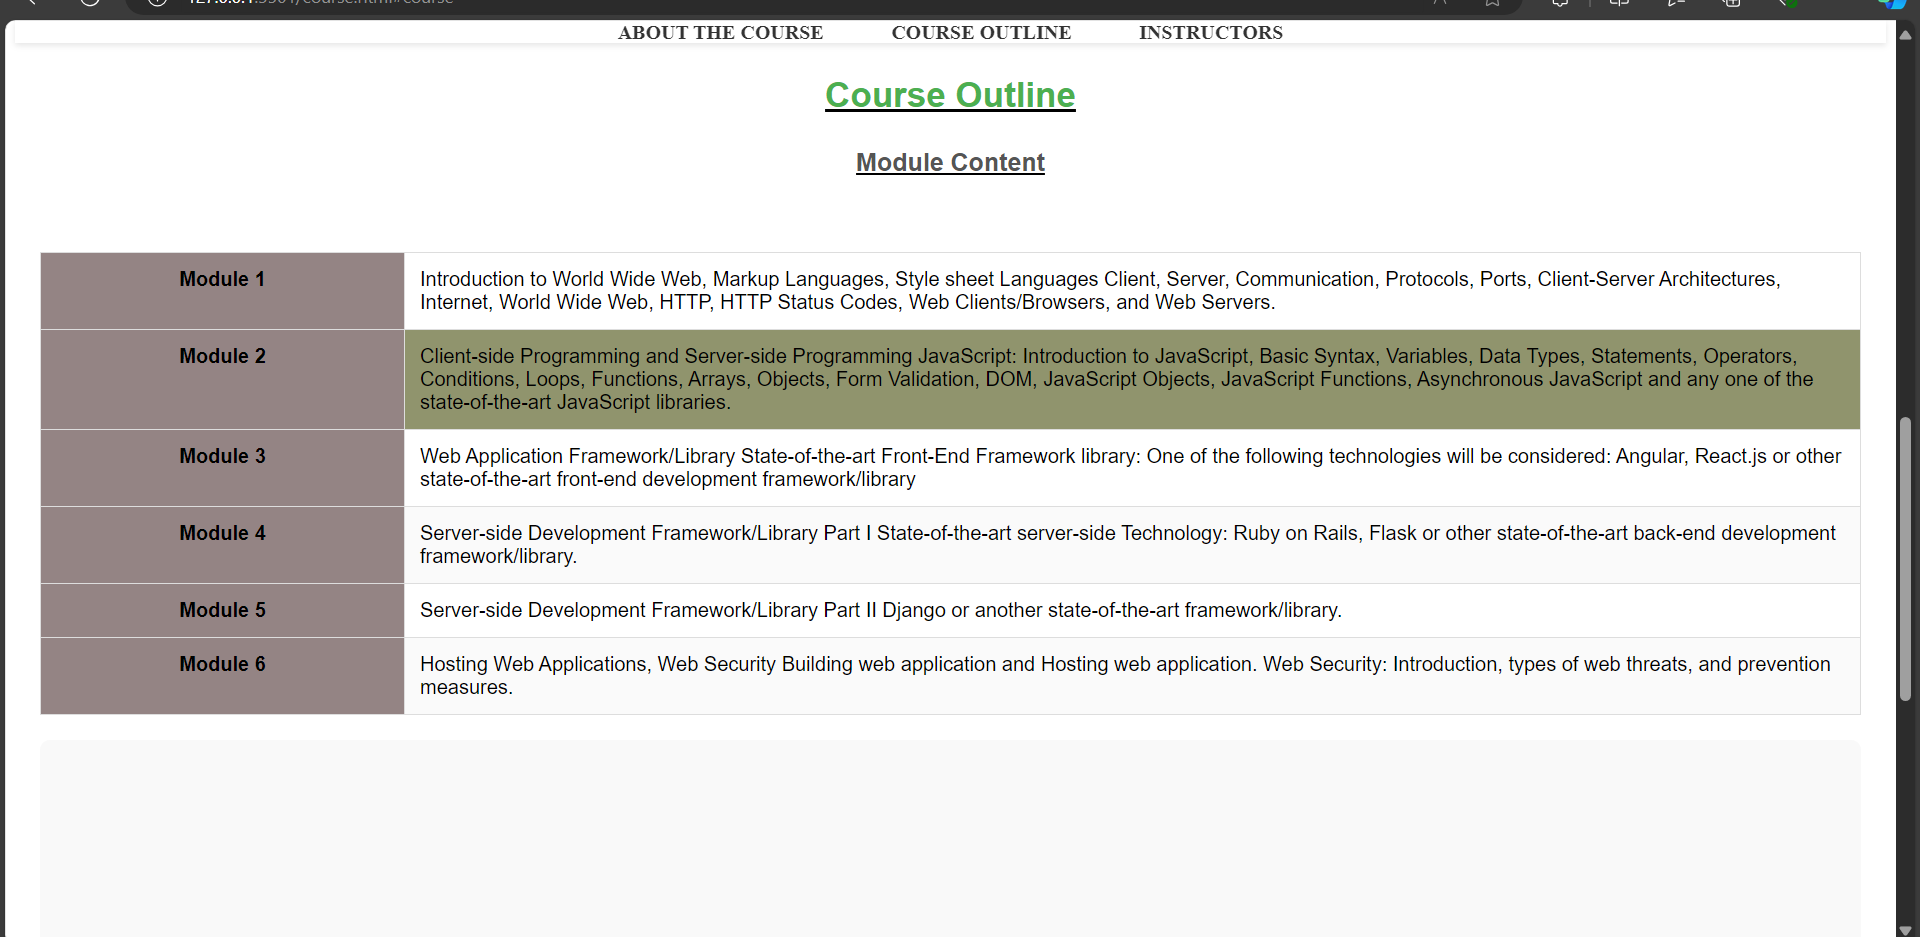 ABOUT THE COURSE COURSE OUTLINE INSTRUCTORS
Course Outline
Module Content
Module 1
Introduction to World Wide Web, Markup Languages, Style sheet Languages Client, Server, Communication, Protocols, Ports, Client-Server Architectures,
Internet, World Wide Web, HTTP, HTTP Status Codes, Web Clients/Browsers, and Web Servers.
Module 2
Client-side Programming and Server-side Programming JavaScript: Introduction to JavaScript, Basic Syntax, Variables, Data Types, Statements, Operators,
Conditions, Loops, Functions, Arrays, Objects, Form Validation, DOM, JavaScript Objects, JavaScript Functions, Asynchronous JavaScript and any one of the
state-of-the-art JavaScript libraries.
Module 3
Web Application Framework/Library State-of-the-art Front-End Framework library: One of the following technologies will be considered: Angular, React.js or other
state-of-the-art front-end development framework/library
Module 4
Server-side Development Framework/Library Part I State-of-the-art server-side Technology: Ruby on Rails, Flask or other state-of-the-art back-end development
framework/library.
Module 5
Server-side Development Framework/Library Part II Django or another state-of-the-art framework/library.
Module 6
Hosting Web Applications, Web Security Building web application and Hosting web application. Web Security: Introduction, types of web threats, and prevention
measures.